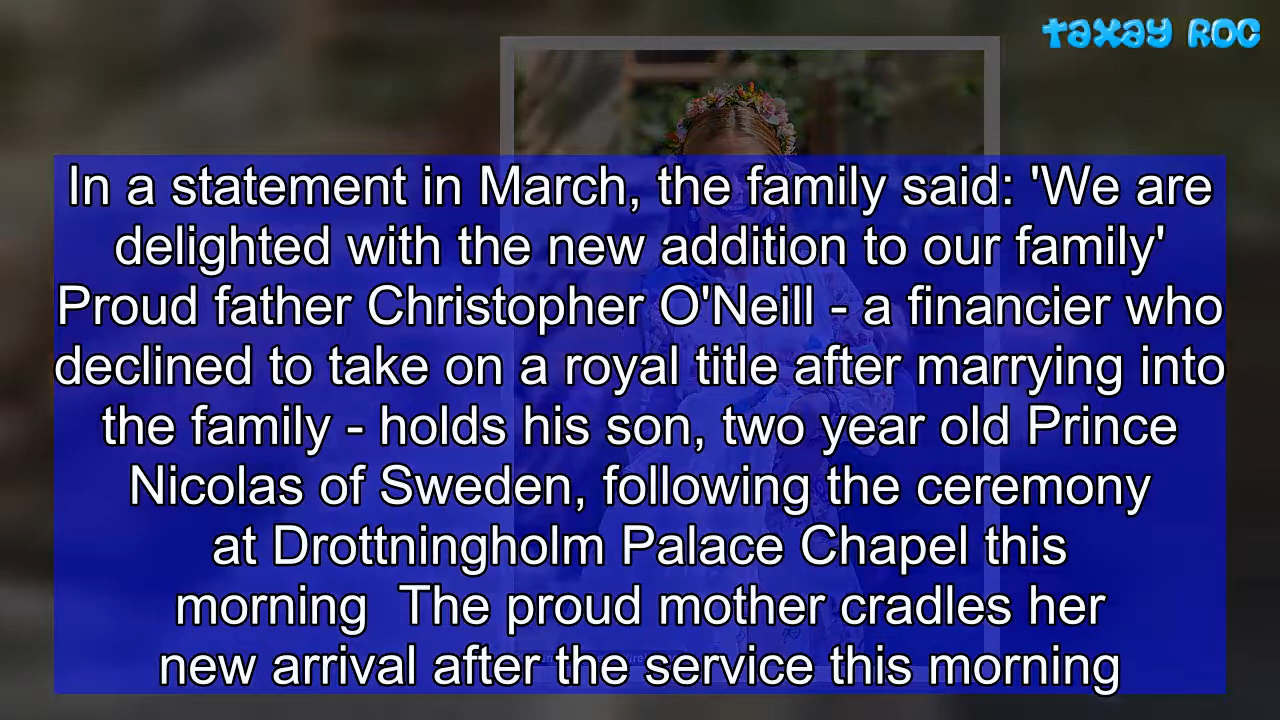 TAXAY ROC
In a statement in March, the family said: 'We are
delighted with the new addition to our family'
Proud father Christopher O'Neill - a financier who
declined to take on a royal title after marrying into
the family - holds his son, two year old Prince
Nicolas of Sweden, following the ceremony
at Drottningholm Palace Chapel this
morning  The proud mother cradles her
new arrival after the service this morning